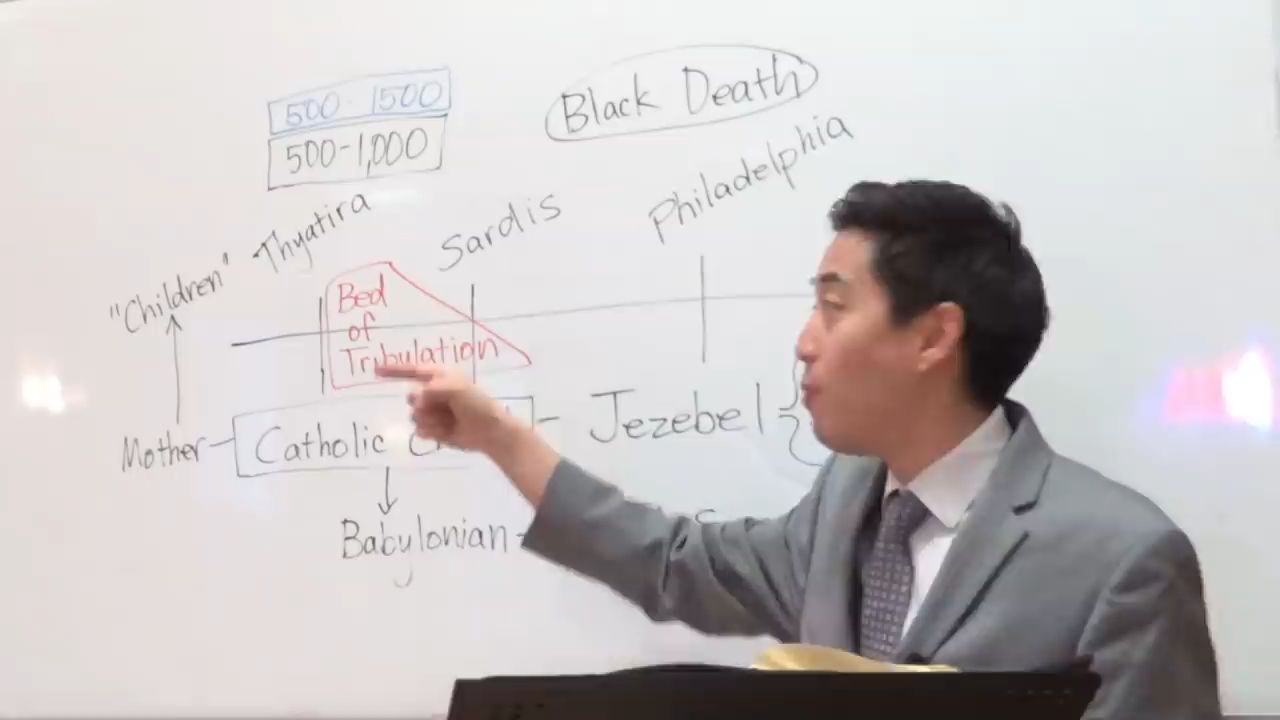 500-1500
500-1,000
Black Death
Philadelphia
Sardis
Thyatira
"Children"
Bed
of
Tribulation
Mother
Catholic
Jezebel
Babylonian